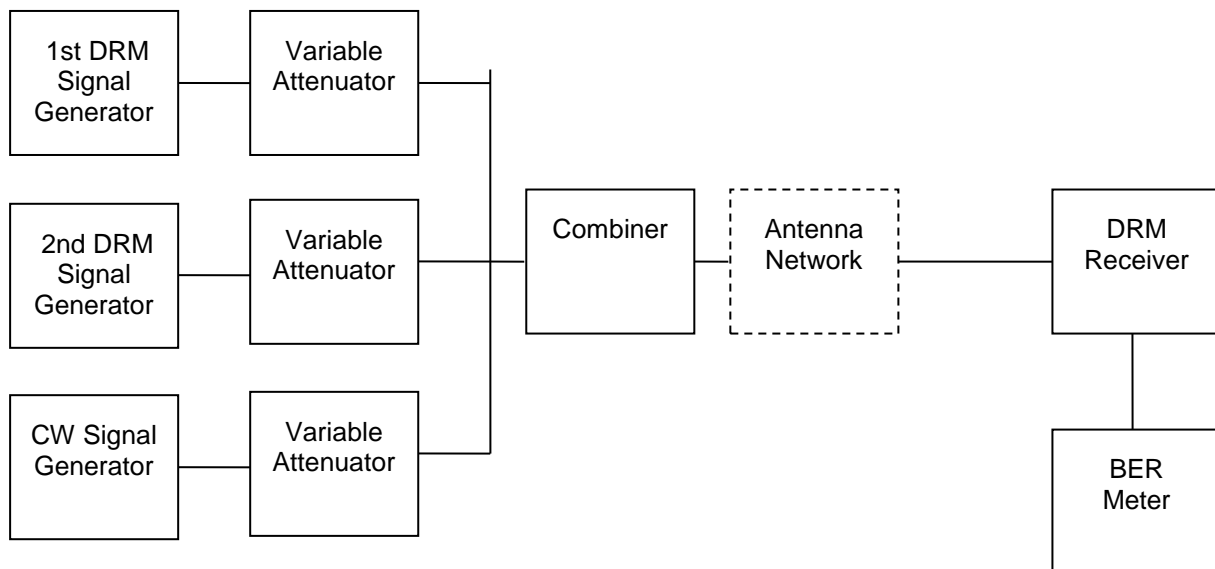 1st DRM
Signal
Generator
Variable
Attenuator
2nd DRM
Signal
Generator
Variable
Attenuator
Combiner
Antenna
Network
DRM
Receiver
CW Signal
Generator
Variable
Attenuator
BER
Meter